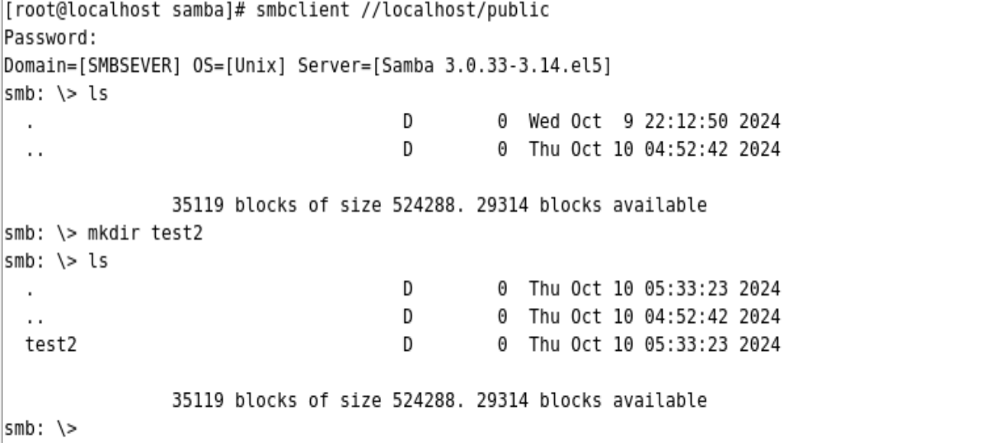 [root@localhost samba]# smbclient //localhost/public
Password:
Domain=[SMBSEVER] OS=[Unix] Server=[Samba 3.0.33-3.14.el5]
smb: \> ls
  .                                   D        0  Wed Oct  9 22:12:50 2024
  ..                                  D        0  Thu Oct 10 04:52:42 2024
                35119 blocks of size 524288. 29314 blocks available
smb: \> mkdir test2
smb: \> ls
  .                                   D        0  Thu Oct 10 05:33:23 2024
  ..                                  D        0  Thu Oct 10 04:52:42 2024
  test2                               D        0  Thu Oct 10 05:33:23 2024
                35119 blocks of size 524288. 29314 blocks available
smb: \>